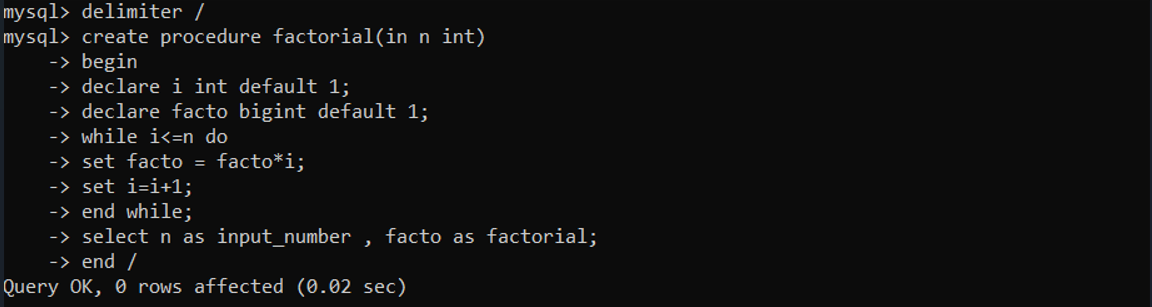 mysql> delimiter /
mysql> create procedure factorial(in n int)
    -> begin
    -> declare i int default 1;
    -> declare facto bigint default 1;
    -> while i<=n do
    -> set facto = facto*i;
    -> set i=i+1;
    -> end while;
    -> select n as input_number , facto as factorial;
    -> end /
Query OK, 0 rows affected (0.02 sec)